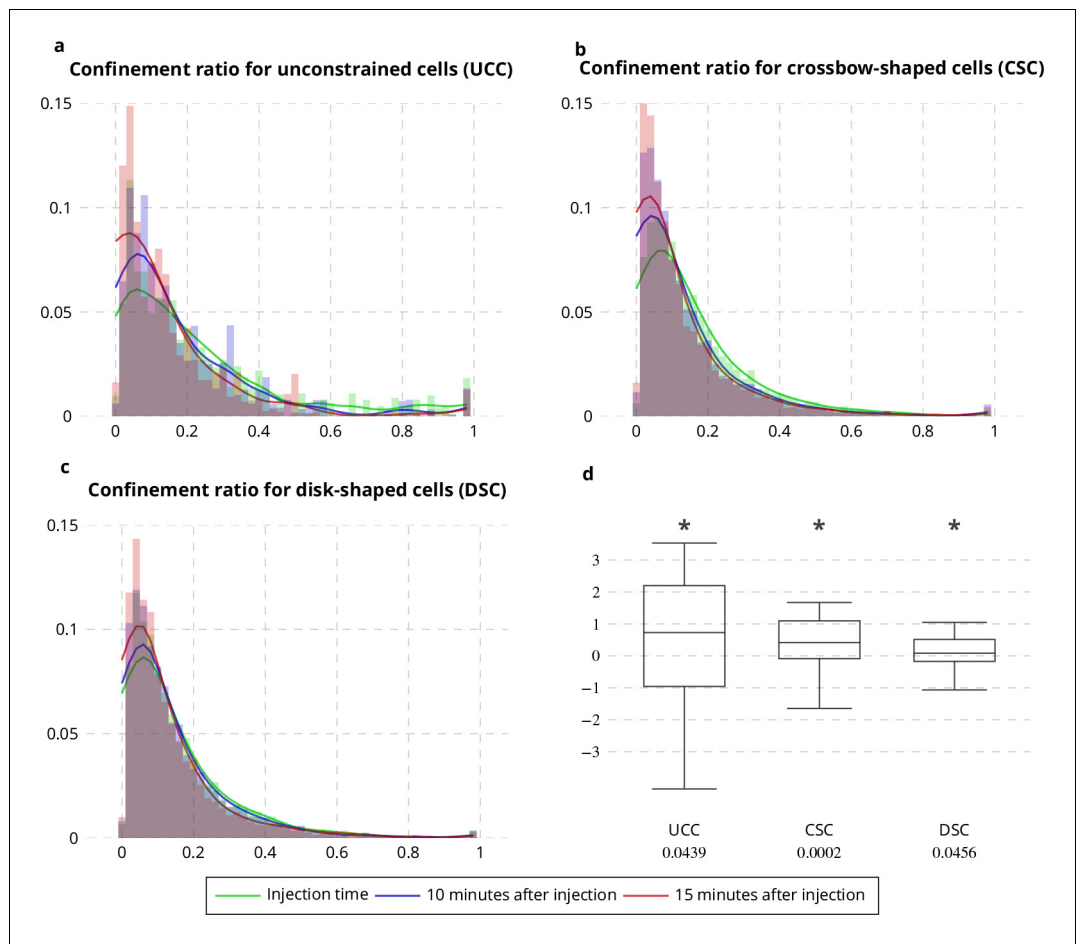 a
Confinement ratio for unconstrained cells (UCC)
0.15
0.1
0.05
0
0 0.2 0.4 0.6 0.8 1
b
Confinement ratio for crossbow-shaped cells (CSC)
0.15
0.1
0.05
0
0 0.2 0.4 0.6 0.8 1
c
Confinement ratio for disk-shaped cells (DSC)
0.15
0.1
0.05
0
0 0.2 0.4 0.6 0.8 1
d
* * *
3
2
1
0
−1
−2
−3
UCC CSC DSC
0.0439 0.0002 0.0456
Injection time 10 minutes after injection 15 minutes after injection